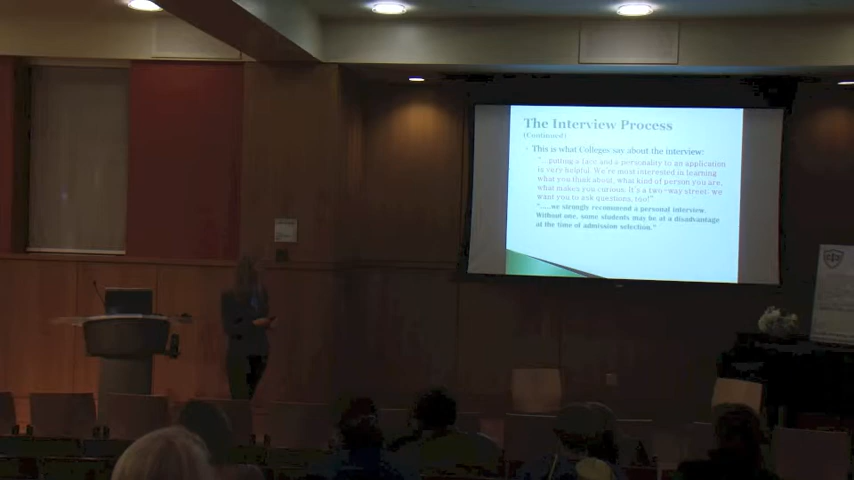 The Interview Process
(Continued)
• This is what Colleges say about the interview:
"...putting a face and a personality to an application
is very helpful. We're most interested in learning
what you think about, what kind of person you are,
what makes you curious. It's a two-way street: we
want you to ask questions, too!"
".....we strongly recommend a personal interview.
Without one, some students may be at a disadvantage
at the time of admission selection."